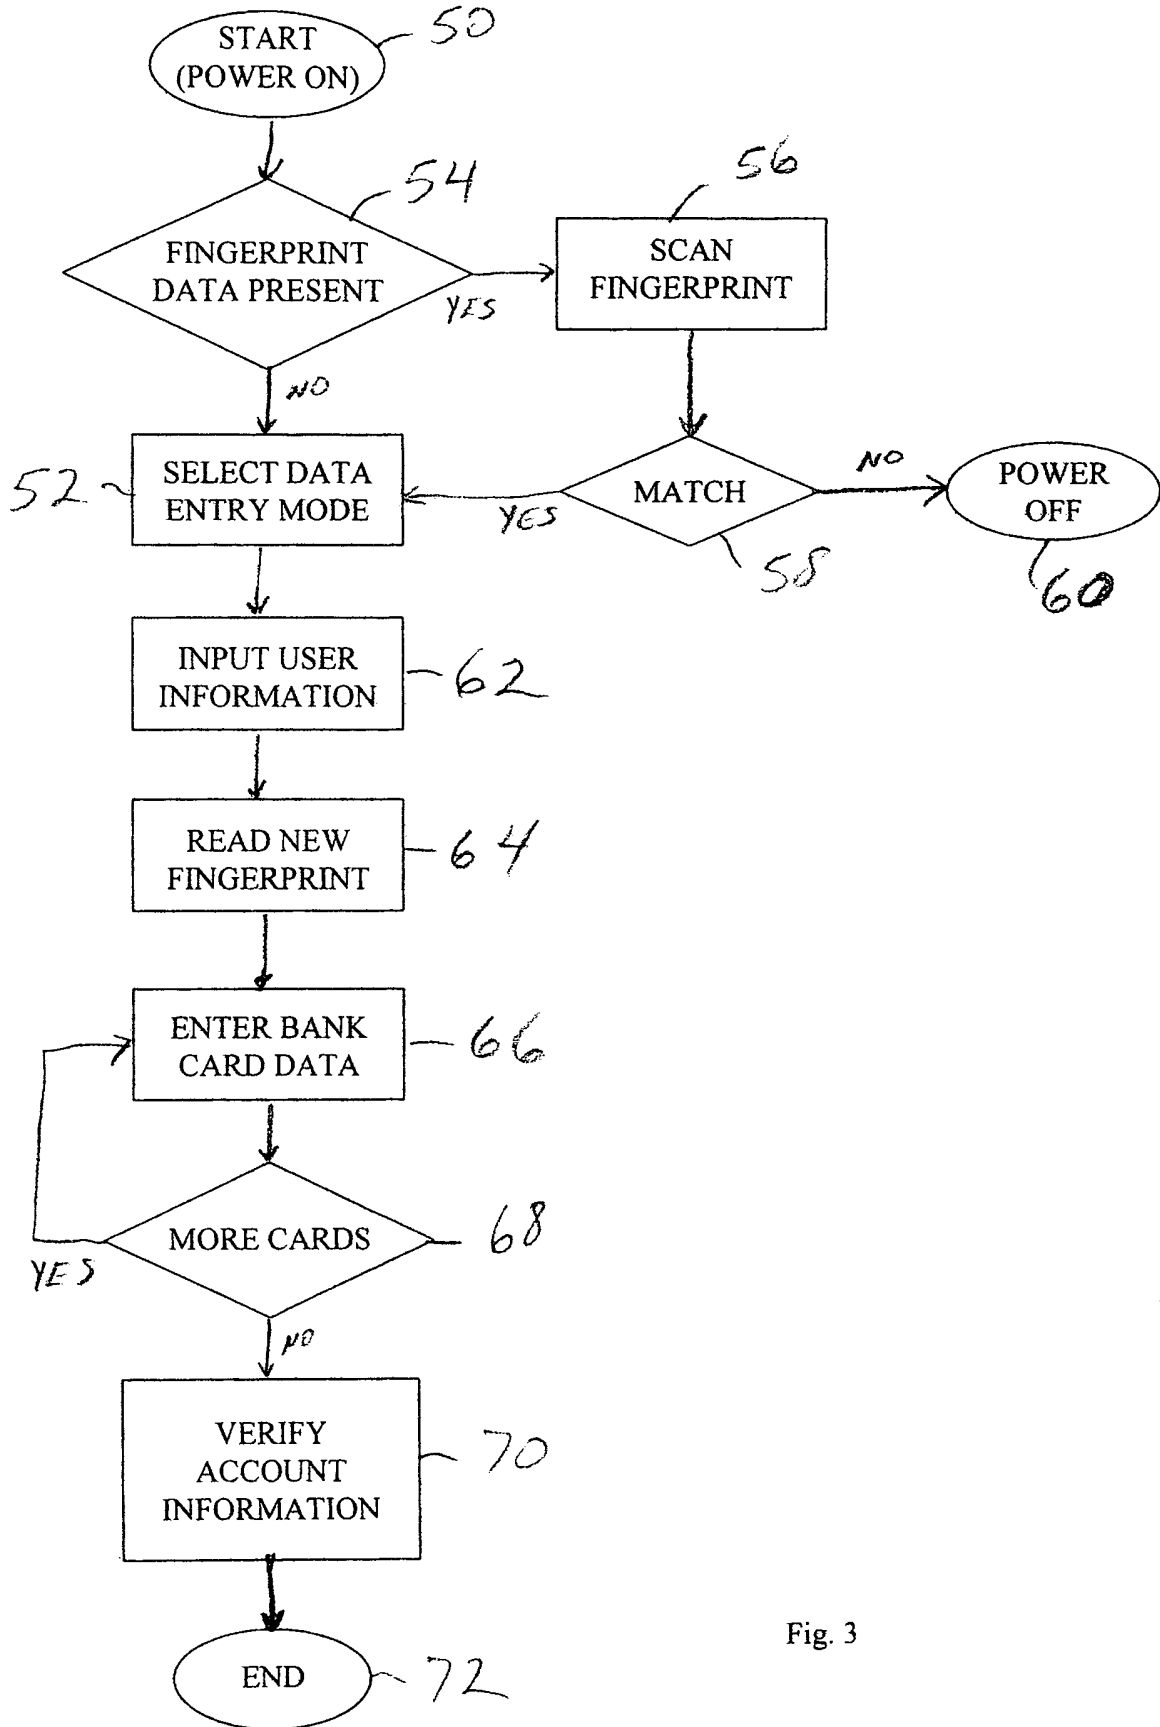 START
(POWER ON)
50
FINGERPRINT
DATA PRESENT
54
YES
NO
SCAN
FINGERPRINT
56
SELECT DATA
ENTRY MODE
52
MATCH
58
YES
NO
POWER
OFF
60
INPUT USER
INFORMATION
62
READ NEW
FINGERPRINT
64
ENTER BANK
CARD DATA
66
MORE CARDS
68
YES
NO
VERIFY
ACCOUNT
INFORMATION
70
END
72
Fig. 3